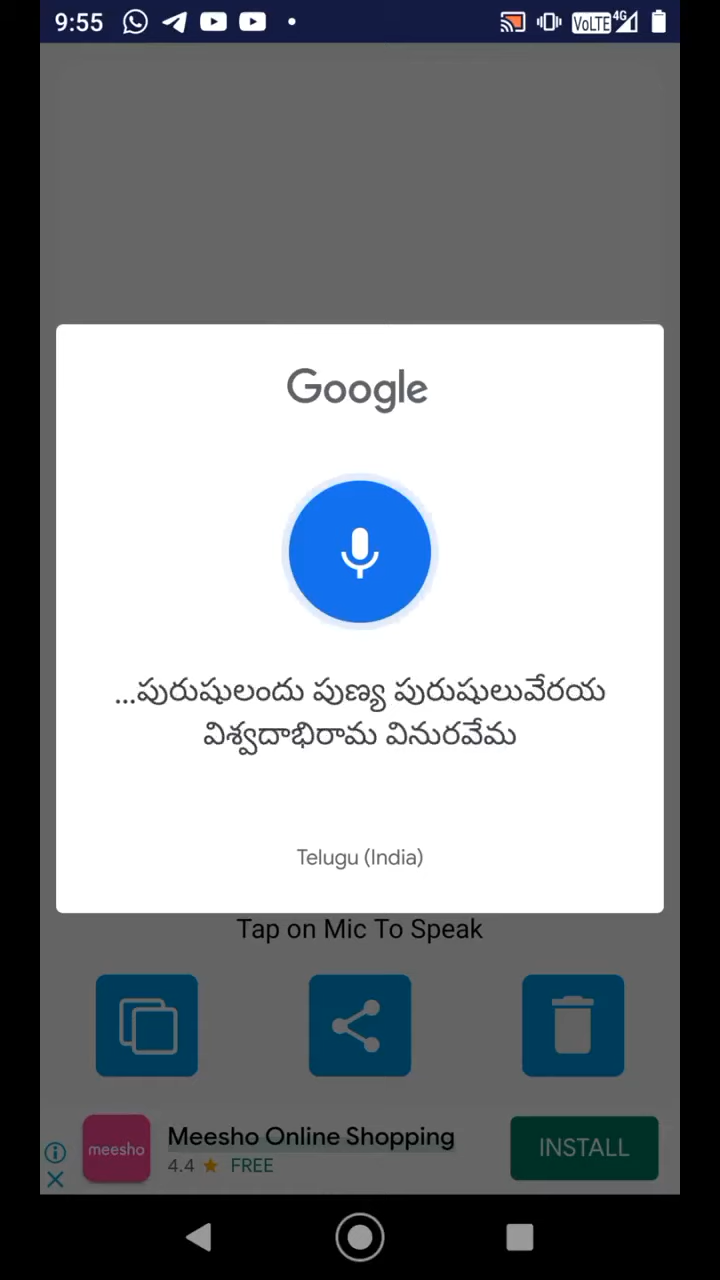 9:55
VoLTE 4G
Google
...పురుషులందు పుణ్య పురుషులువేరయ
విశ్వదాభిరామ వినురవేమ
Telugu (India)
Tap on Mic To Speak
meesho
Meesho Online Shopping
4.4 ★ FREE
INSTALL